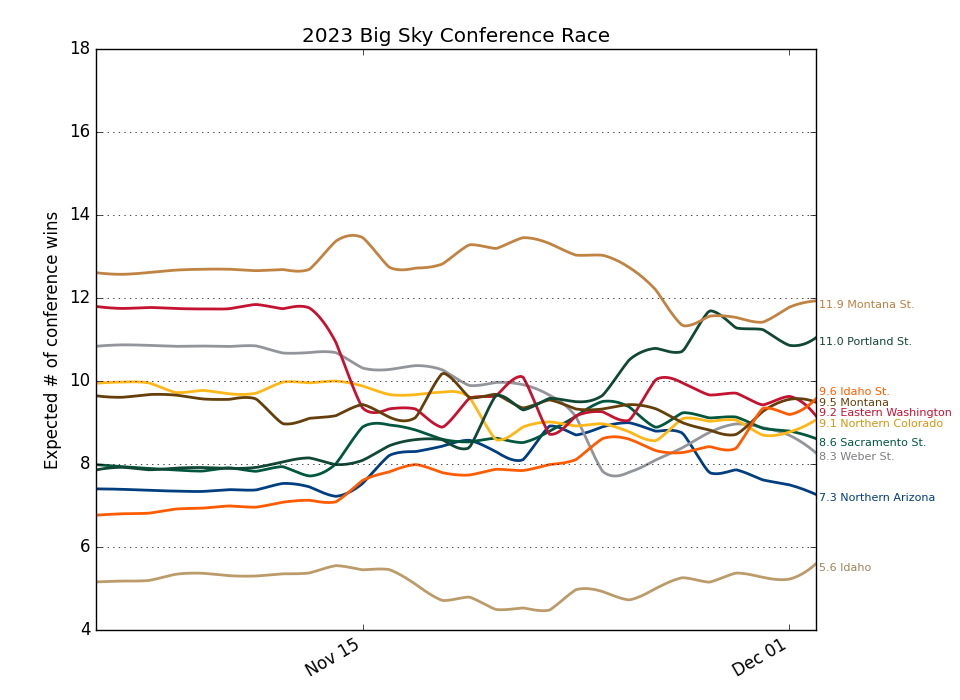 2023 Big Sky Conference Race
Expected # of conference wins
18
16
14
12
10
8
6
4
Nov 15
Dec 01
11.9 Montana St.
11.0 Portland St.
9.6 Idaho St.
9.5 Montana
9.2 Eastern Washington
9.1 Northern Colorado
8.6 Sacramento St.
8.3 Weber St.
7.3 Northern Arizona
5.6 Idaho